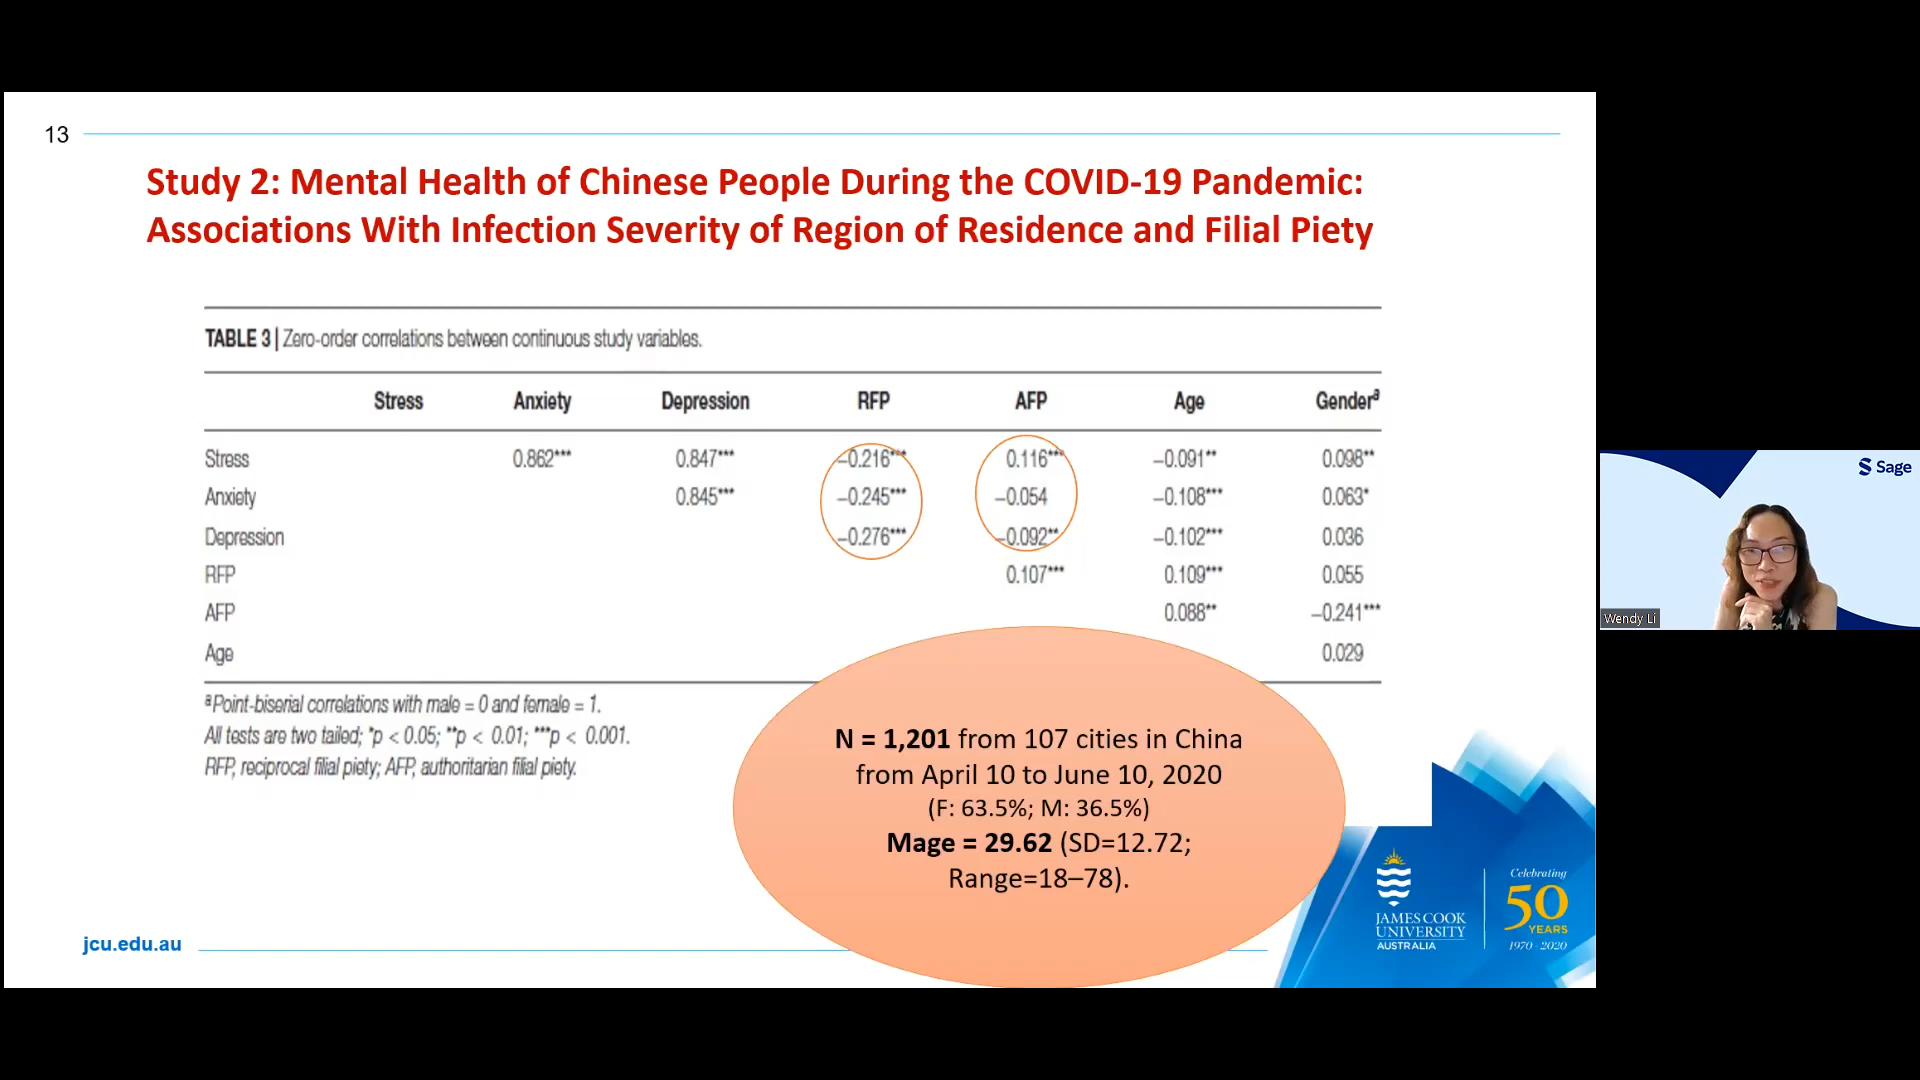 13
Study 2: Mental Health of Chinese People During the COVID-19 Pandemic:
Associations With Infection Severity of Region of Residence and Filial Piety
TABLE 3 | Zero-order correlations between continuous study variables.
Stress Anxiety Depression RFP AFP Age Genderª
Stress 0.862*** 0.847*** –0.216*** 0.116*** –0.091** 0.098**
Anxiety 0.845*** –0.245*** –0.054 –0.108*** 0.063*
Depression –0.276*** –0.092** –0.102*** 0.036
RFP 0.107*** 0.109*** 0.055
AFP 0.088** –0.241***
Age 0.029
ªPoint-biserial correlations with male = 0 and female = 1.
All tests are two tailed; *p < 0.05; **p < 0.01; ***p < 0.001.
RFP, reciprocal filial piety; AFP, authoritarian filial piety.
N = 1,201 from 107 cities in China
from April 10 to June 10, 2020
(F: 63.5%; M: 36.5%)
Mage = 29.62 (SD=12.72;
Range=18–78).
jcu.edu.au
JAMES COOK
UNIVERSITY
AUSTRALIA
Celebrating
50
YEARS
1970 - 2020
Sage
Wendy Li